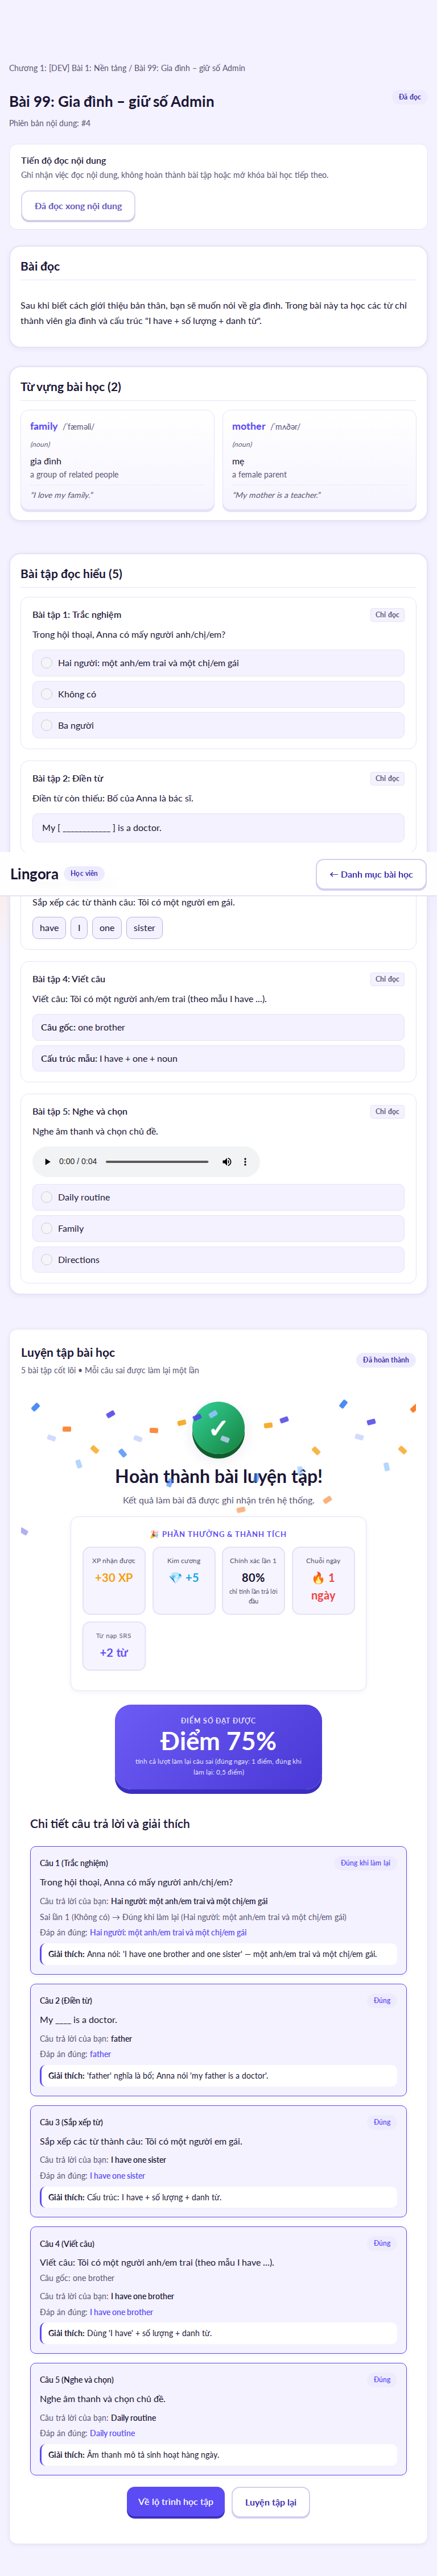 Chương 1: [DEV] Bài 1: Nền tảng / Bài 99: Gia đình – giữ số Admin
Bài 99: Gia đình – giữ số Admin
Đã đọc
Phiên bản nội dung: #4
Tiến độ đọc nội dung
Ghi nhận việc đọc nội dung, không hoàn thành bài tập hoặc mở khóa bài học tiếp theo.
Đã đọc xong nội dung
Bài đọc
Sau khi biết cách giới thiệu bản thân, bạn sẽ muốn nói về gia đình. Trong bài này ta học các từ chỉ
thành viên gia đình và cấu trúc "I have + số lượng + danh từ".
Từ vựng bài học (2)
family /ˈfæməli/
(noun)
gia đình
a group of related people
"I love my family."
mother /ˈmʌðər/
(noun)
mẹ
a female parent
"My mother is a teacher."
Bài tập đọc hiểu (5)
Bài tập 1: Trắc nghiệm
Chỉ đọc
Trong hội thoại, Anna có mấy người anh/chị/em?
Hai người: một anh/em trai và một chị/em gái
Không có
Ba người
Bài tập 2: Điền từ
Chỉ đọc
Điền từ còn thiếu: Bố của Anna là bác sĩ.
My [ ____________ ] is a doctor.
Lingora
Học viên
← Danh mục bài học
Sắp xếp các từ thành câu: Tôi có một người em gái.
have
I
one
sister
Bài tập 4: Viết câu
Chỉ đọc
Viết câu: Tôi có một người anh/em trai (theo mẫu I have ...).
Câu gốc: one brother
Cấu trúc mẫu: I have + one + noun
Bài tập 5: Nghe và chọn
Chỉ đọc
Nghe âm thanh và chọn chủ đề.
0:00 / 0:04
Daily routine
Family
Directions
Luyện tập bài học
Đã hoàn thành
5 bài tập cốt lõi • Mỗi câu sai được làm lại một lần
Hoàn thành bài luyện tập!
Kết quả làm bài đã được ghi nhận trên hệ thống.
🎉 PHẦN THƯỞNG & THÀNH TÍCH
XP nhận được
+30 XP
Kim cương
💎 +5
Chính xác lần 1
80%
chỉ tính lần trả lời
đầu
Chuỗi ngày
🔥 1
ngày
Từ nạp SRS
+2 từ
ĐIỂM SỐ ĐẠT ĐƯỢC
Điểm 75%
tính cả lượt làm lại câu sai (đúng ngay: 1 điểm, đúng khi
làm lại: 0,5 điểm)
Chi tiết câu trả lời và giải thích
Câu 1 (Trắc nghiệm)
Đúng khi làm lại
Trong hội thoại, Anna có mấy người anh/chị/em?
Câu trả lời của bạn: Hai người: một anh/em trai và một chị/em gái
Sai lần 1 (Không có) → Đúng khi làm lại (Hai người: một anh/em trai và một chị/em gái)
Đáp án đúng: Hai người: một anh/em trai và một chị/em gái
Giải thích: Anna nói: 'I have one brother and one sister' — một anh/em trai và một chị/em gái.
Câu 2 (Điền từ)
Đúng
My ____ is a doctor.
Câu trả lời của bạn: father
Đáp án đúng: father
Giải thích: 'father' nghĩa là bố; Anna nói 'my father is a doctor'.
Câu 3 (Sắp xếp từ)
Đúng
Sắp xếp các từ thành câu: Tôi có một người em gái.
Câu trả lời của bạn: I have one sister
Đáp án đúng: I have one sister
Giải thích: Cấu trúc: I have + số lượng + danh từ.
Câu 4 (Viết câu)
Đúng
Viết câu: Tôi có một người anh/em trai (theo mẫu I have ...).
Câu gốc: one brother
Câu trả lời của bạn: I have one brother
Đáp án đúng: I have one brother
Giải thích: Dùng 'I have' + số lượng + danh từ.
Câu 5 (Nghe và chọn)
Đúng
Nghe âm thanh và chọn chủ đề.
Câu trả lời của bạn: Daily routine
Đáp án đúng: Daily routine
Giải thích: Âm thanh mô tả sinh hoạt hàng ngày.
Về lộ trình học tập
Luyện tập lại